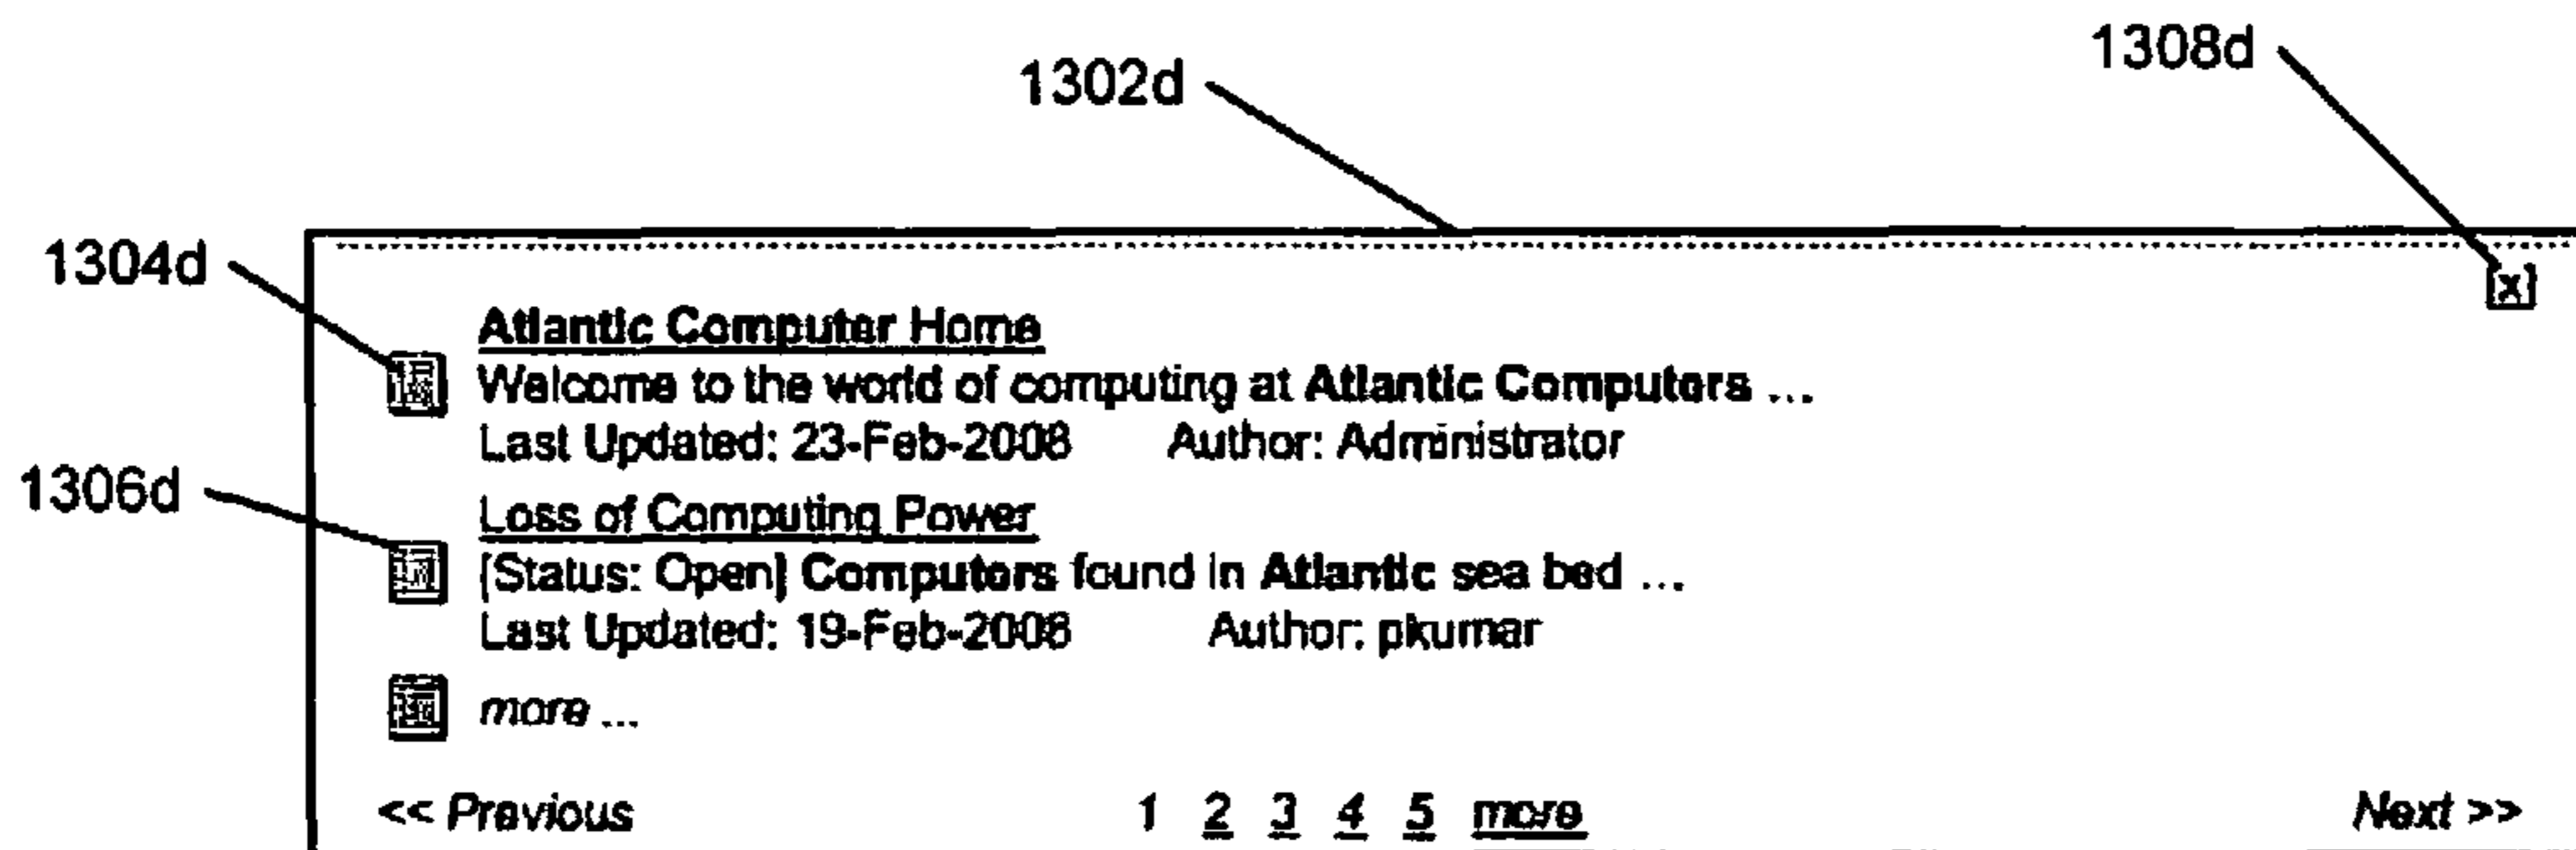 1302d
1308d
1304d
[x]
Atlantic Computer Home
Welcome to the world of computing at Atlantic Computers ...
Last Updated: 23-Feb-2008 Author: Administrator
1306d
Loss of Computing Power
[Status: Open] Computers found in Atlantic sea bed ...
Last Updated: 19-Feb-2008 Author: pkumar
more ...
<< Previous 1 2 3 4 5 more Next >>